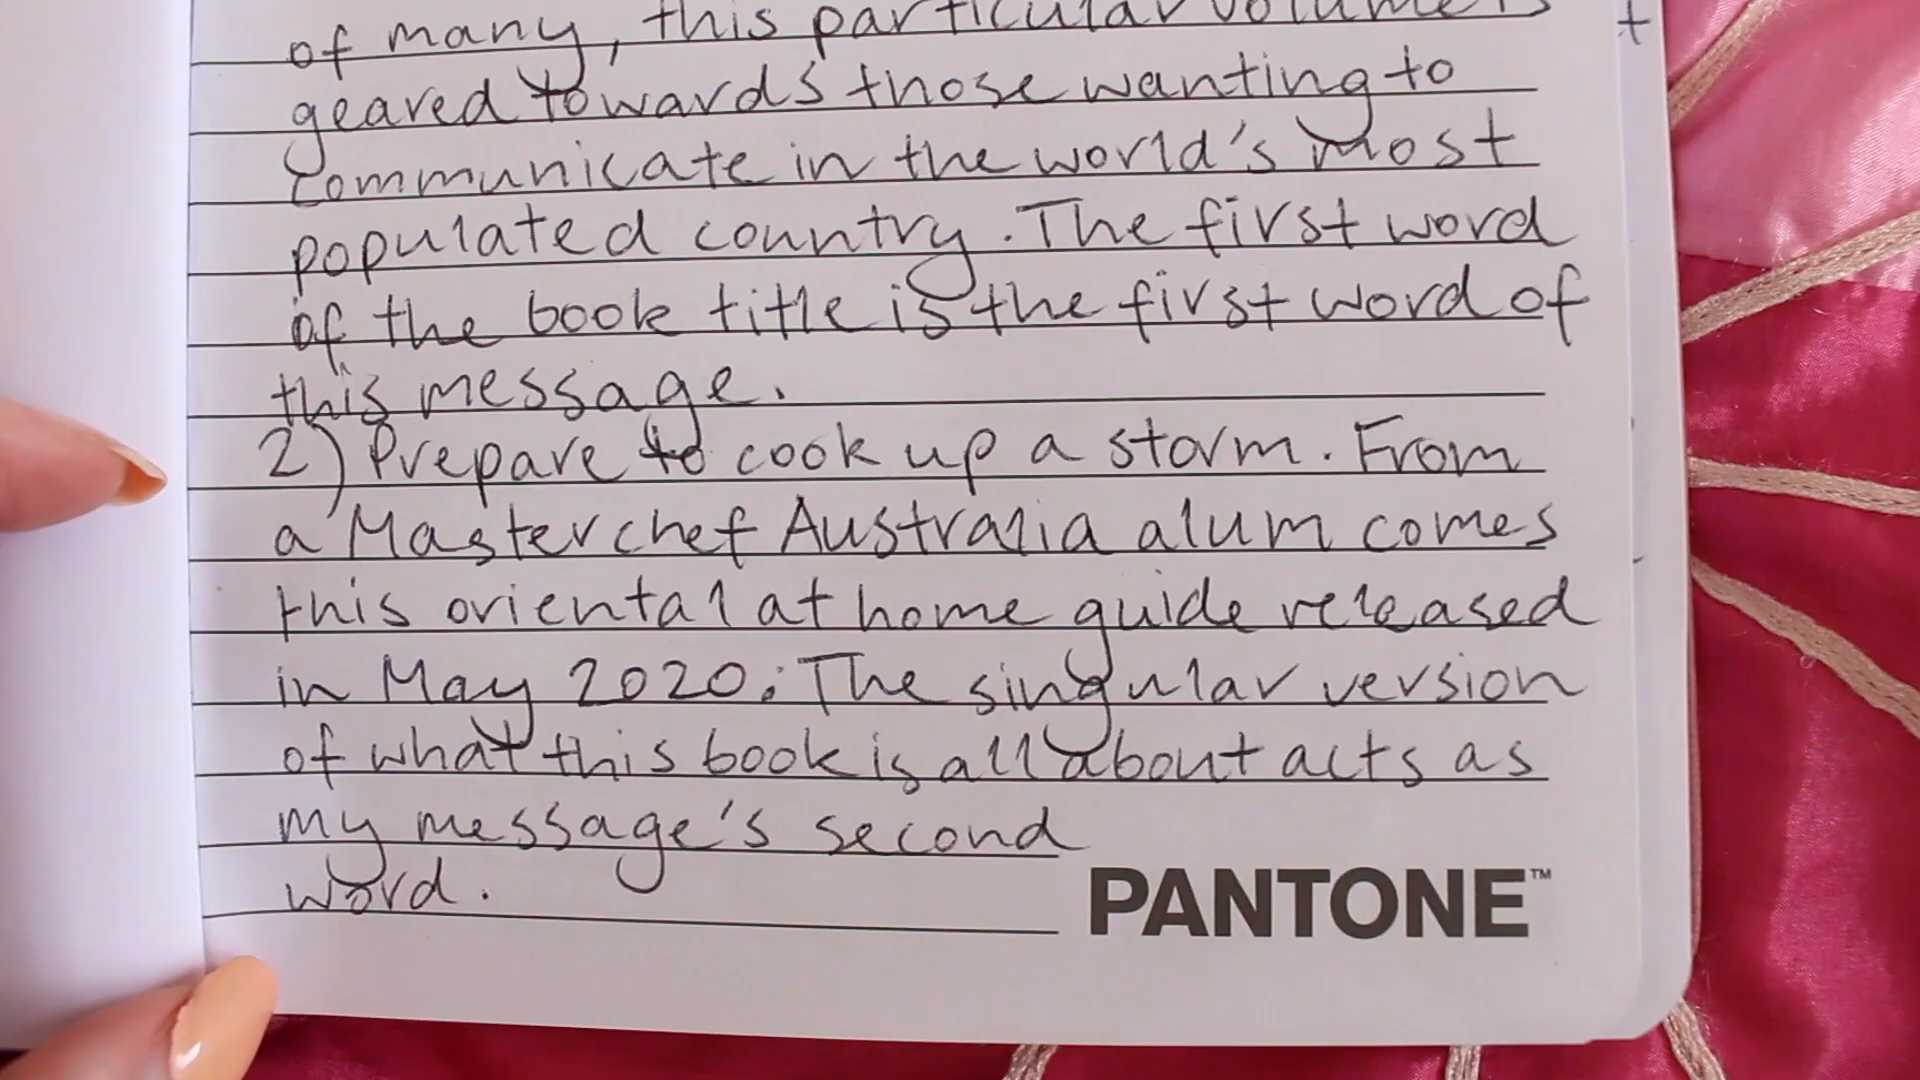 of many, this particular volume is
geared towards those wanting to
communicate in the world's most
populated country. The first word
of the book title is the first word of
this message.
2) Prepare to cook up a storm. From
a Masterchef Australia alum comes
this oriental at home guide released
in May 2020. The singular version
of what this book is all about acts as
my message's second
word.
PANTONE™
t